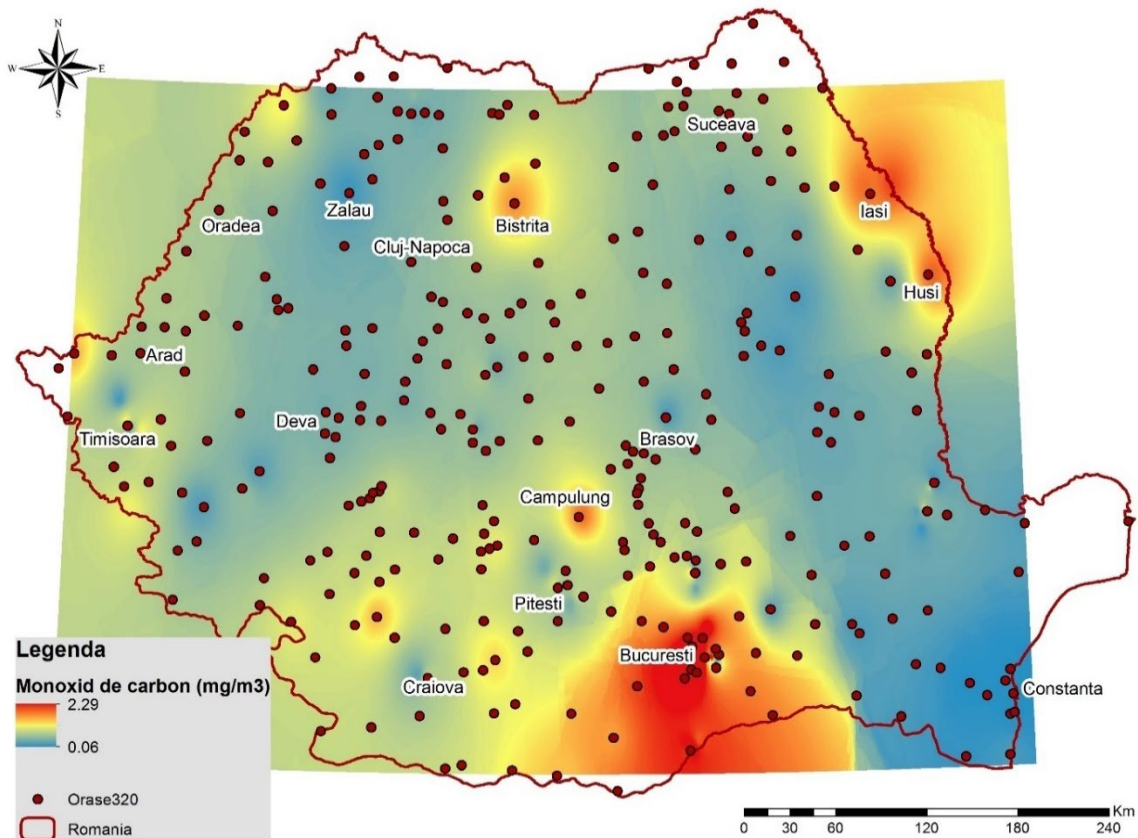 N
W E
S
Suceava
Iasi
Zalau
Oradea
Bistrita
Cluj-Napoca
Husi
Arad
Timisoara
Deva
Brasov
Campulung
Pitesti
Bucuresti
Craiova
Constanta
Legenda
Monoxid de carbon (mg/m3)
2.29
0.06
Orase320
Romania
Km
0 30 60 120 180 240